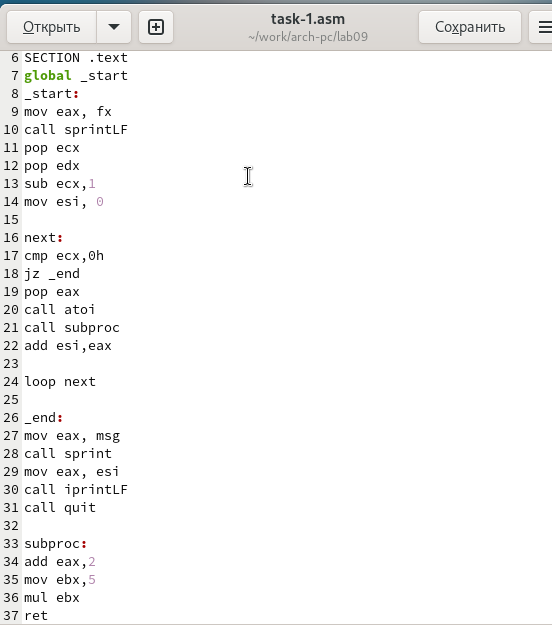 Открыть
task-1.asm
~/work/arch-pc/lab09
Сохранить
6 SECTION .text
7 global _start
8 _start:
9 mov eax, fx
10 call sprintLF
11 pop ecx
12 pop edx
13 sub ecx,1
14 mov esi, 0
15
16 next:
17 cmp ecx,0h
18 jz _end
19 pop eax
20 call atoi
21 call subproc
22 add esi,eax
23
24 loop next
25
26 _end:
27 mov eax, msg
28 call sprint
29 mov eax, esi
30 call iprintLF
31 call quit
32
33 subproc:
34 add eax,2
35 mov ebx,5
36 mul ebx
37 ret